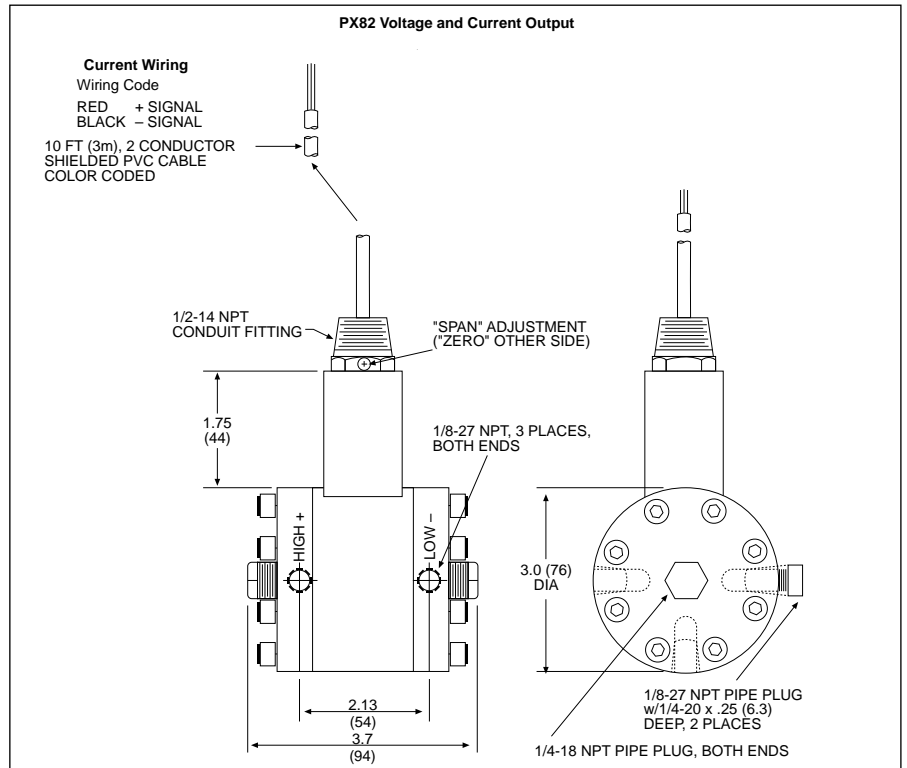 PX82 Voltage and Current Output
Current Wiring
Wiring Code
RED + SIGNAL
BLACK – SIGNAL
10 FT (3m), 2 CONDUCTOR
SHIELDED PVC CABLE
COLOR CODED
1/2-14 NPT
CONDUIT FITTING
"SPAN" ADJUSTMENT
("ZERO" OTHER SIDE)
1.75
(44)
1/8-27 NPT, 3 PLACES,
BOTH ENDS
HIGH +
LOW –
3.0 (76)
DIA
2.13
(54)
3.7
(94)
1/8-27 NPT PIPE PLUG
w/1/4-20 x .25 (6.3)
DEEP, 2 PLACES
1/4-18 NPT PIPE PLUG, BOTH ENDS